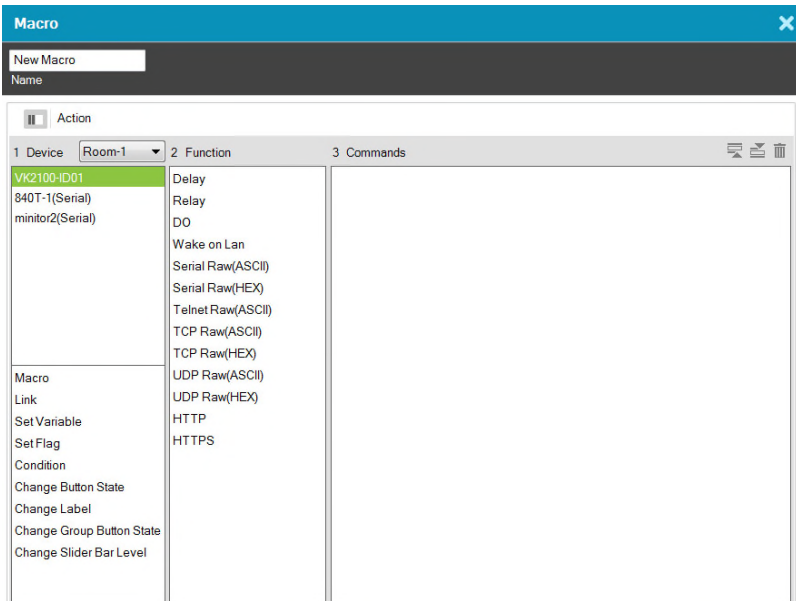 Macro
New Macro
Name
Action
1 Device Room-1 2 Function 3 Commands
VK2100-ID01
840T-1(Serial)
minitor2(Serial)
Macro
Link
Set Variable
Set Flag
Condition
Change Button State
Change Label
Change Group Button State
Change Slider Bar Level
Delay
Relay
DO
Wake on Lan
Serial Raw(ASCII)
Serial Raw(HEX)
Telnet Raw(ASCII)
TCP Raw(ASCII)
TCP Raw(HEX)
UDP Raw(ASCII)
UDP Raw(HEX)
HTTP
HTTPS